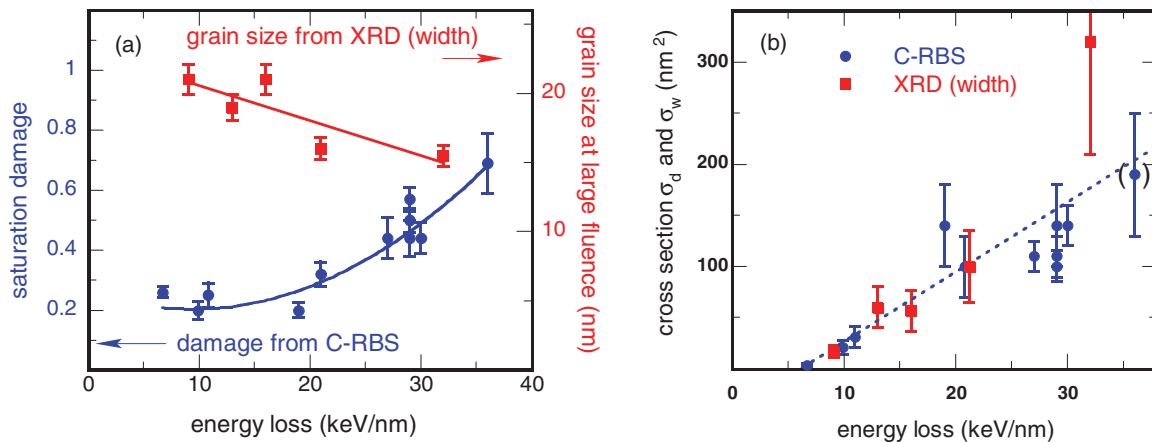 (a)
grain size from XRD (width)
1
0.8
0.6
0.4
0.2
saturation damage
20
10
grain size at large fluence (nm)
damage from C-RBS
0 10 20 30 40
energy loss (keV/nm)
(b)
C-RBS
XRD (width)
300
200
100
cross section σd and σw (nm²)
( )
0 10 20 30
energy loss (keV/nm)